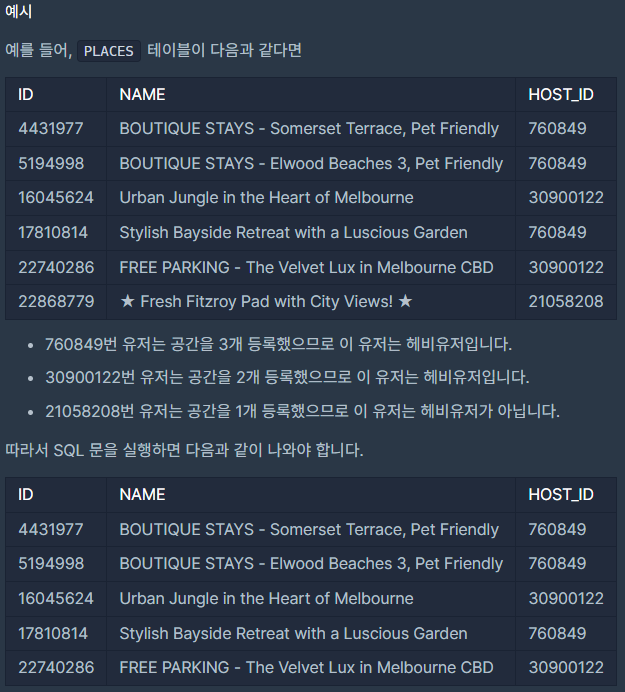 예시
예를 들어, PLACES 테이블이 다음과 같다면
ID NAME HOST_ID
4431977 BOUTIQUE STAYS - Somerset Terrace, Pet Friendly 760849
5194998 BOUTIQUE STAYS - Elwood Beaches 3, Pet Friendly 760849
16045624 Urban Jungle in the Heart of Melbourne 30900122
17810814 Stylish Bayside Retreat with a Luscious Garden 760849
22740286 FREE PARKING - The Velvet Lux in Melbourne CBD 30900122
22868779 ★ Fresh Fitzroy Pad with City Views! ★ 21058208
• 760849번 유저는 공간을 3개 등록했으므로 이 유저는 헤비유저입니다.
• 30900122번 유저는 공간을 2개 등록했으므로 이 유저는 헤비유저입니다.
• 21058208번 유저는 공간을 1개 등록했으므로 이 유저는 헤비유저가 아닙니다.
따라서 SQL 문을 실행하면 다음과 같이 나와야 합니다.
ID NAME HOST_ID
4431977 BOUTIQUE STAYS - Somerset Terrace, Pet Friendly 760849
5194998 BOUTIQUE STAYS - Elwood Beaches 3, Pet Friendly 760849
16045624 Urban Jungle in the Heart of Melbourne 30900122
17810814 Stylish Bayside Retreat with a Luscious Garden 760849
22740286 FREE PARKING - The Velvet Lux in Melbourne CBD 30900122